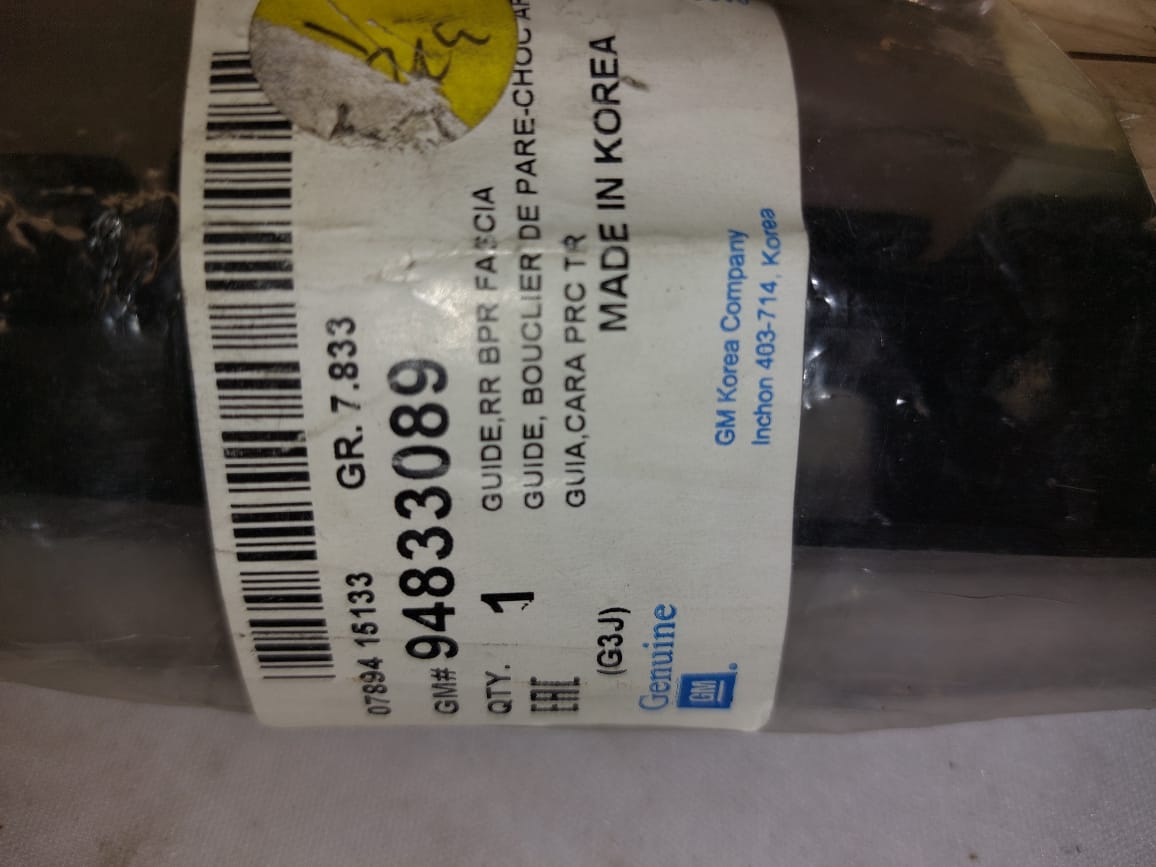 07894 15133 GR. 7.833
GM# 94833089
QTY. 1 GUIDE,RR BPR FASCIA
GUIDE, BOUCLIER DE PARE-CHOC
GUIA,CARA PRC TR
EAC
(G3J) MADE IN KOREA
Genuine
GM
GM Korea Company
Inchon 403-714, Korea